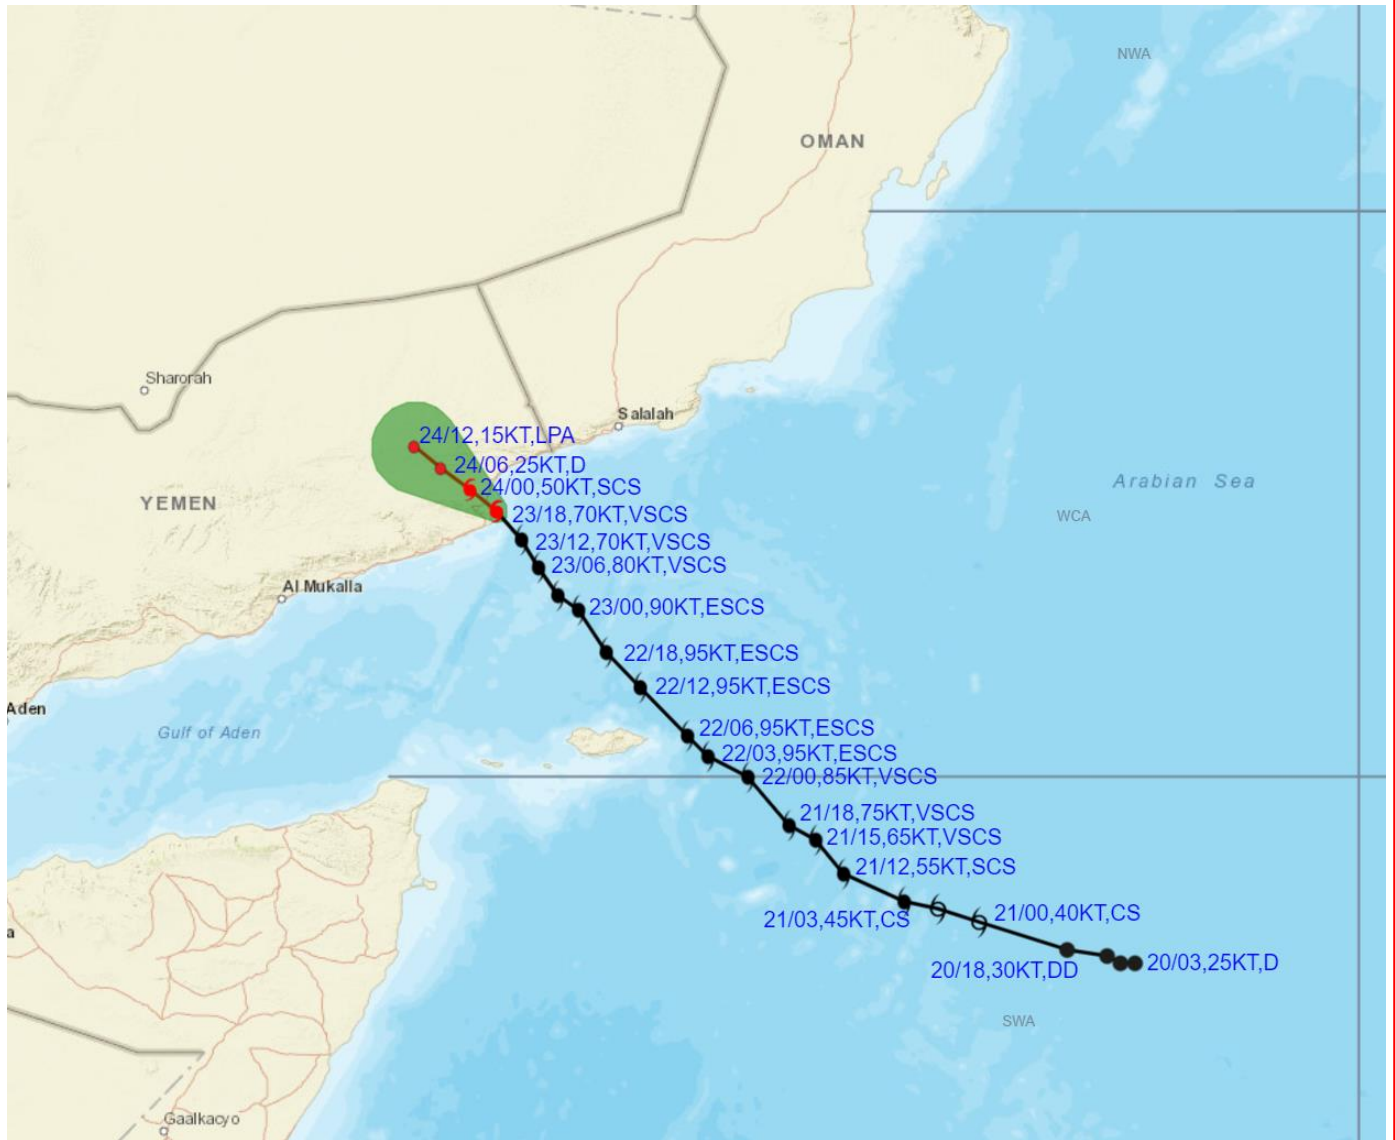 NWA
OMAN
Sharorah
Salalah
24/12,15KT,LPA
24/06,25KT,D
24/00,50KT,SCS
Arabian Sea
YEMEN
23/18,70KT,VSCS
WCA
23/12,70KT,VSCS
23/06,80KT,VSCS
Al Mukalla
23/00,90KT,ESCS
22/18,95KT,ESCS
22/12,95KT,ESCS
Aden
22/06,95KT,ESCS
Gulf of Aden
22/03,95KT,ESCS
22/00,85KT,VSCS
21/18,75KT,VSCS
21/15,65KT,VSCS
21/12,55KT,SCS
21/00,40KT,CS
21/03,45KT,CS
a
20/03,25KT,D
20/18,30KT,DD
SWA
Gaalkacyo